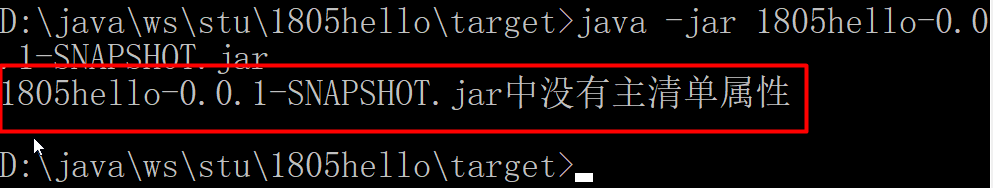 D:\java\ws\stu\1805hello\target>java -jar 1805hello-0.0
.1-SNAPSHOT.jar
1805hello-0.0.1-SNAPSHOT.jar中没有主清单属性
D:\java\ws\stu\1805hello\target>